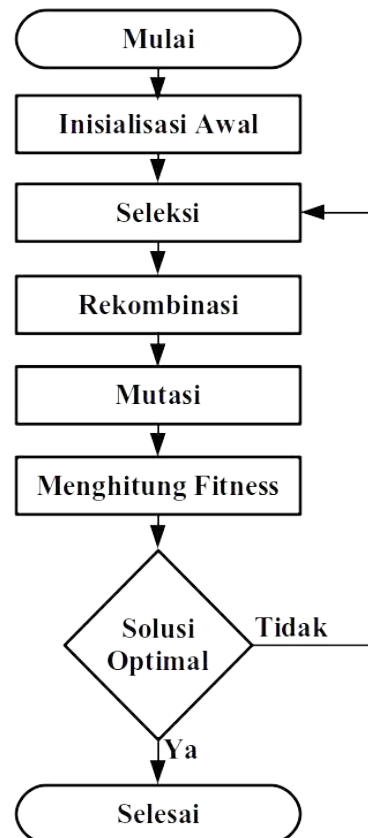 Mulai
Inisialisasi Awal
Seleksi
Rekombinasi
Mutasi
Menghitung Fitness
Solusi
Optimal
Tidak
Ya
Selesai